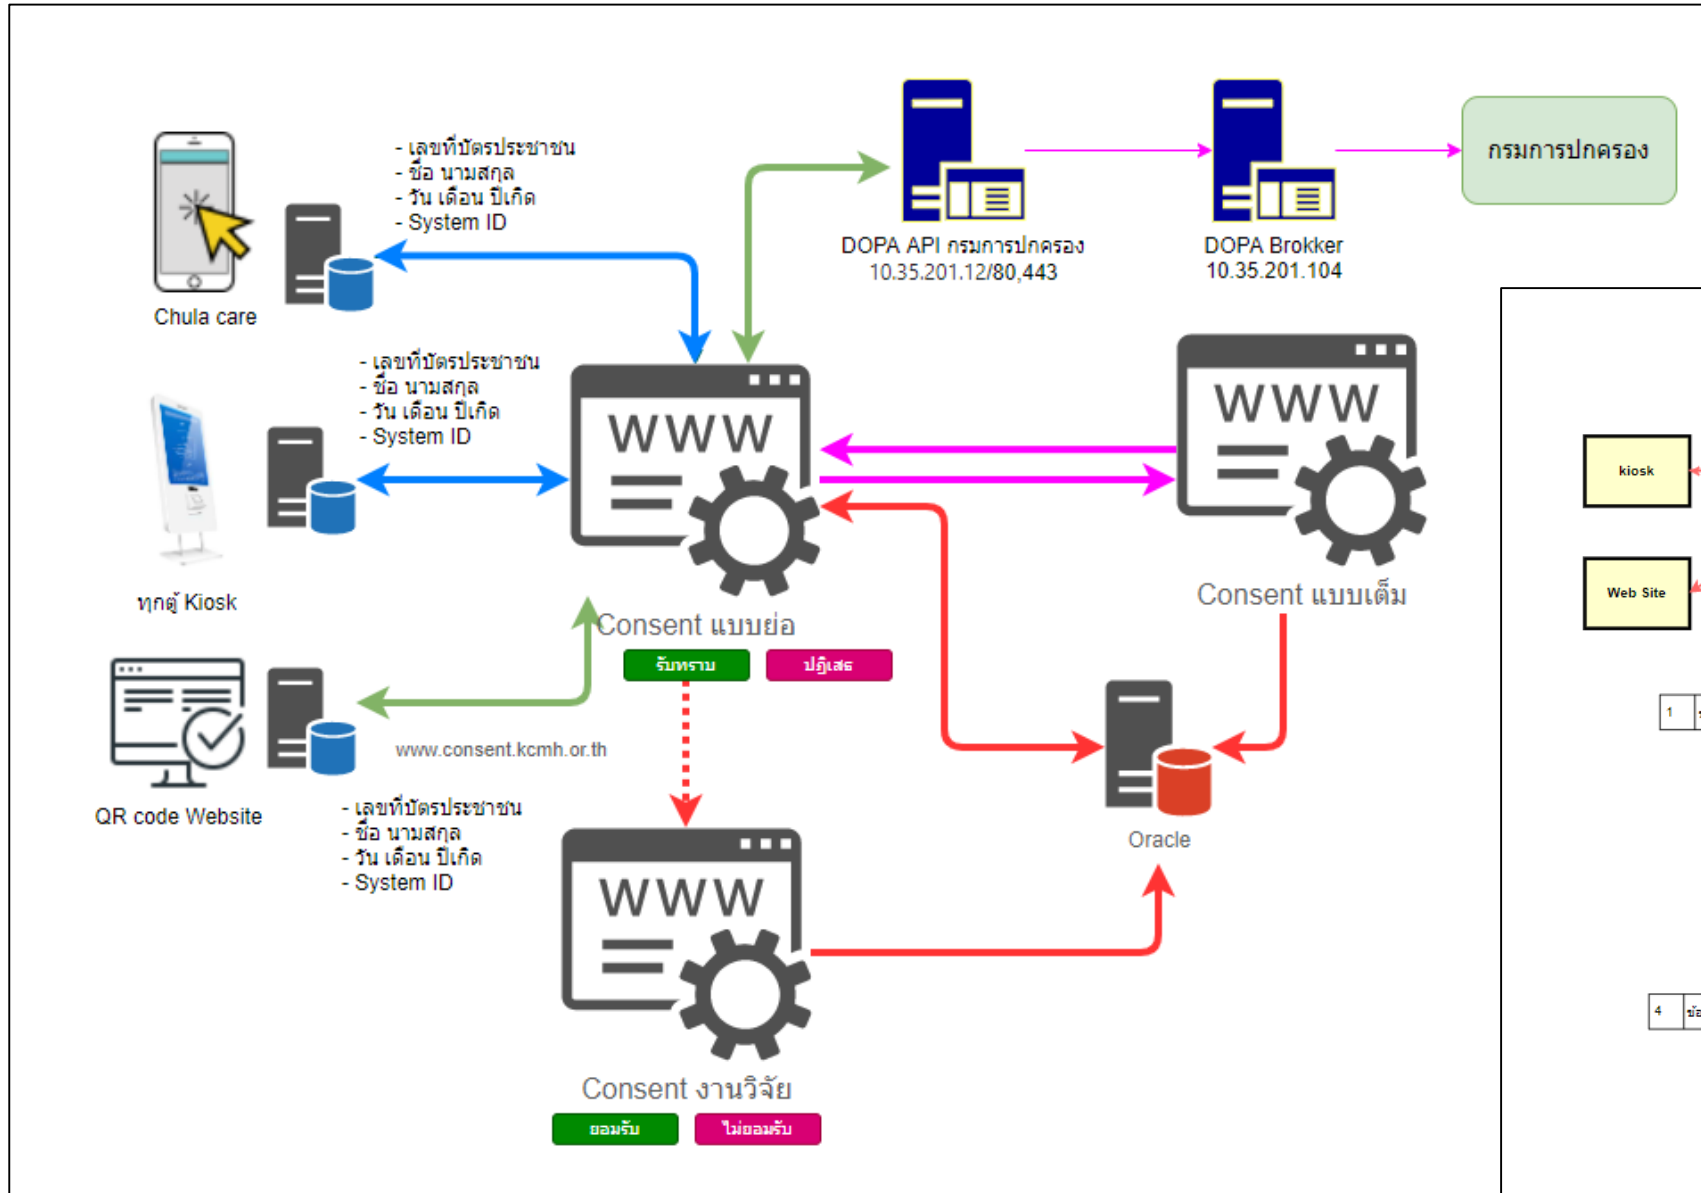 - เลขที่บัตรประชาชน
- ชื่อ นามสกุล
- วัน เดือน ปีเกิด
- System ID
Chula care
DOPA API กรมการปกครอง
10.35.201.12/80,443
DOPA Brokker
10.35.201.104
กรมการปกครอง
- เลขที่บัตรประชาชน
- ชื่อ นามสกุล
- วัน เดือน ปีเกิด
- System ID
ทุกตู้ Kiosk
WWW
Consent แบบย่อ
รับทราบ
ปฏิเสธ
WWW
Consent แบบเต็ม
kiosk
Web Site
1
www.consent.kcmh.or.th
QR code Website
- เลขที่บัตรประชาชน
- ชื่อ นามสกุล
- วัน เดือน ปีเกิด
- System ID
Oracle
WWW
Consent งานวิจัย
ยอมรับ
ไม่ยอมรับ
4